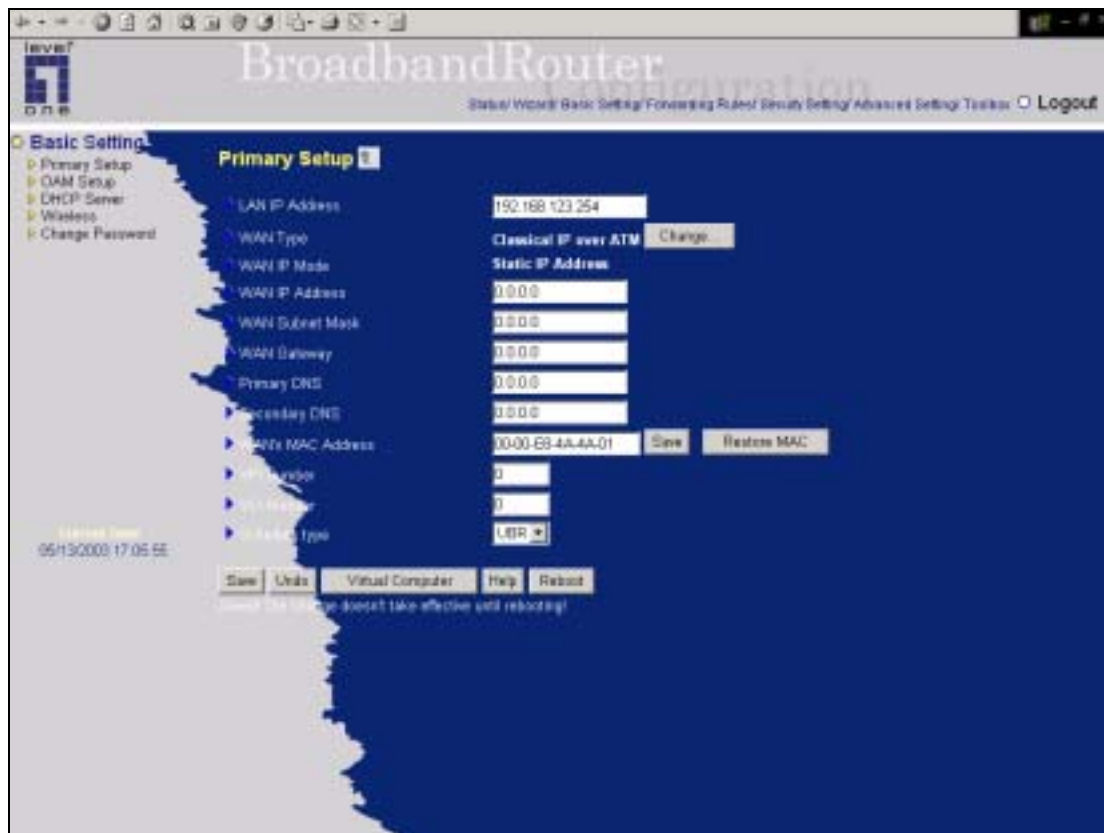 level
one
BroadbandRouter
Configuration
Status/ Wizard/ Basic Setting/ Forwarding Rules/ Security Setting/ Advanced Setting/ Toolbox Logout
Basic Setting
Primary Setup
OAM Setup
DHCP Server
Wireless
Change Password
05/13/2003 17:05:55
Primary Setup
LAN IP Address 192.168.123.254
WAN Type Classical IP over ATM Change...
WAN IP Mode Static IP Address
WAN IP Address 0.0.0.0
WAN Subnet Mask 0.0.0.0
WAN Gateway 0.0.0.0
Primary DNS 0.0.0.0
Secondary DNS 0.0.0.0
WAN's MAC Address 00-00-E8-4A-4A-01 Save Restore MAC
Number 0
0
type UBR
Save Undo Virtual Computer Help Reboot
doesn't take effective until rebooting!